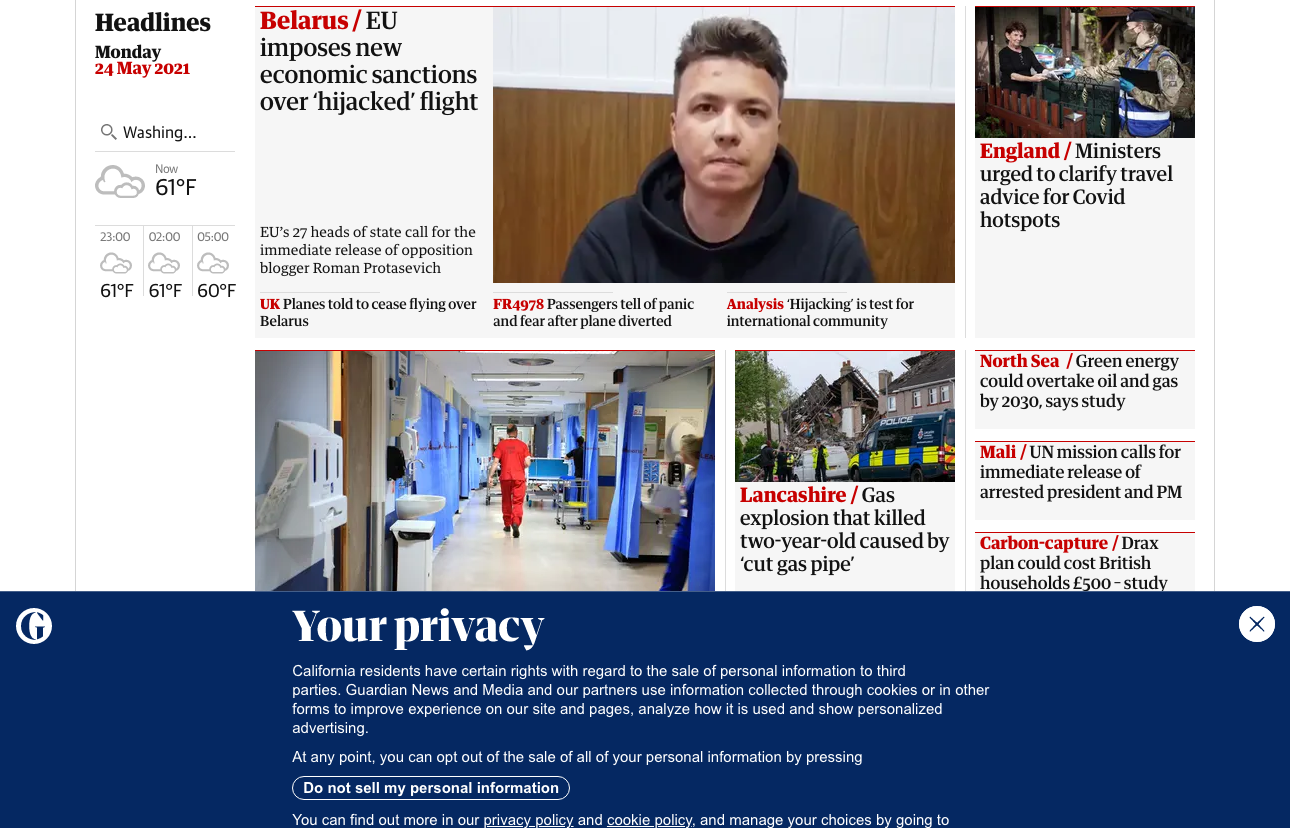 Headlines
Monday
24 May 2021
Washing...
Now
61°F
23:00
02:00
05:00
61°F
61°F
60°F
Belarus / EU
imposes new
economic sanctions
over ‘hijacked’ flight
EU’s 27 heads of state call for the
immediate release of opposition
blogger Roman Protasevich
UK Planes told to cease flying over
Belarus
FR4978 Passengers tell of panic
and fear after plane diverted
Analysis ‘Hijacking’ is test for
international community
England / Ministers
urged to clarify travel
advice for Covid
hotspots
POLICE
Lancashire / Gas
explosion that killed
two-year-old caused by
‘cut gas pipe’
North Sea / Green energy
could overtake oil and gas
by 2030, says study
Mali / UN mission calls for
immediate release of
arrested president and PM
Carbon-capture / Drax
plan could cost British
households £500 – study
G
Your privacy
California residents have certain rights with regard to the sale of personal information to third
parties. Guardian News and Media and our partners use information collected through cookies or in other
forms to improve experience on our site and pages, analyze how it is used and show personalized
advertising.
At any point, you can opt out of the sale of all of your personal information by pressing
Do not sell my personal information
You can find out more in our privacy policy and cookie policy, and manage your choices by going to